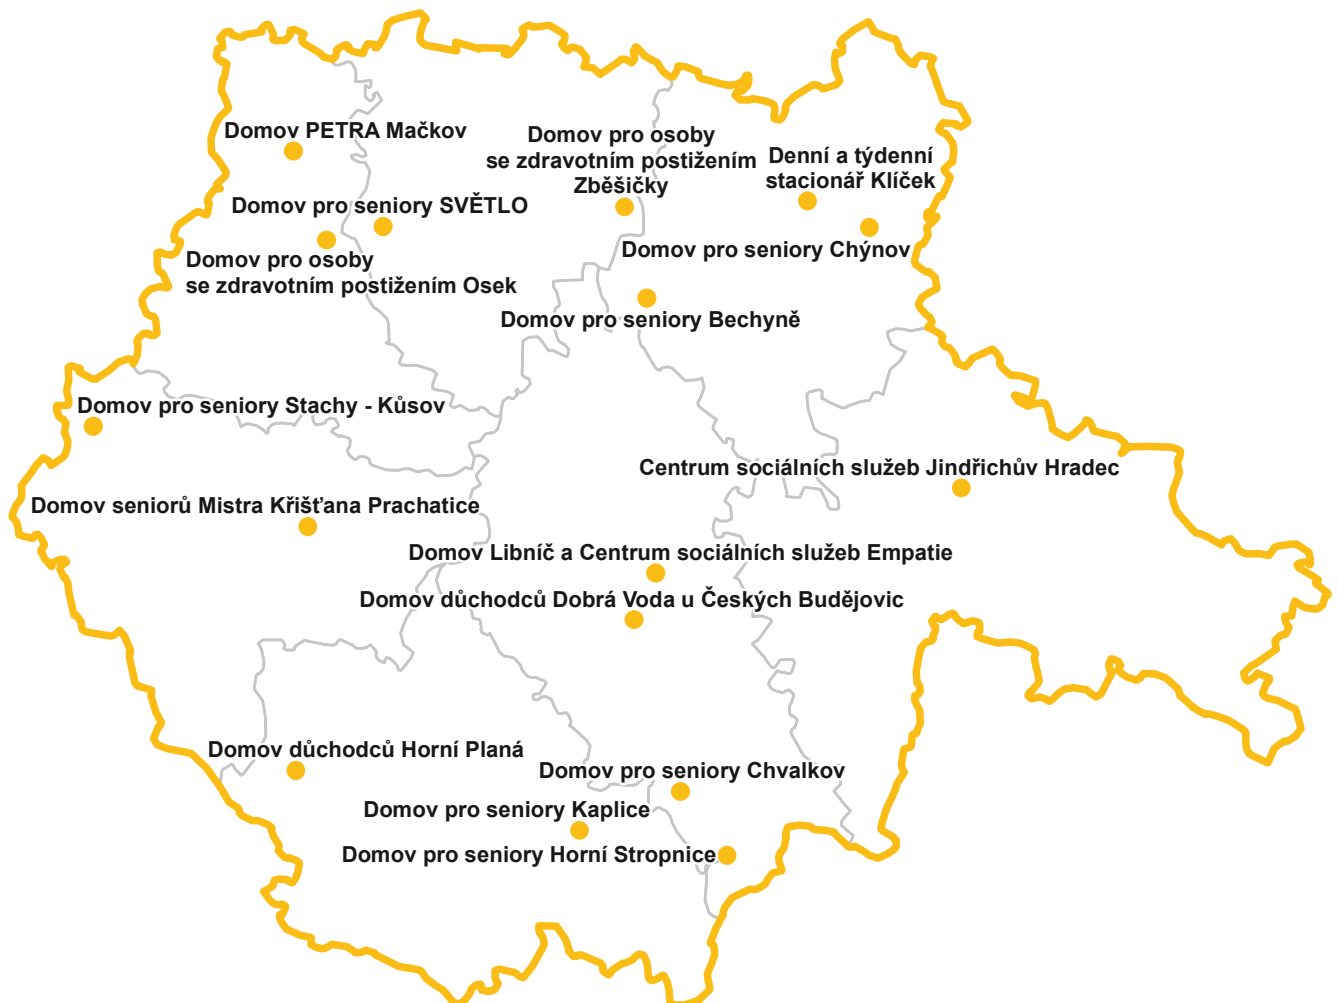 Domov PETRA Mačkov
Domov pro osoby
se zdravotním postižením
Zběšičky
Denní a týdenní
stacionář Klíček
Domov pro seniory SVĚTLO
Domov pro seniory Chýnov
Domov pro osoby
se zdravotním postižením Osek
Domov pro seniory Bechyně
Domov pro seniory Stachy - Kůsov
Centrum sociálních služeb Jindřichův Hradec
Domov seniorů Mistra Křišťana Prachatice
Domov Libníč a Centrum sociálních služeb Empatie
Domov důchodců Dobrá Voda u Českých Budějovic
Domov důchodců Horní Planá
Domov pro seniory Chvalkov
Domov pro seniory Kaplice
Domov pro seniory Horní Stropnice